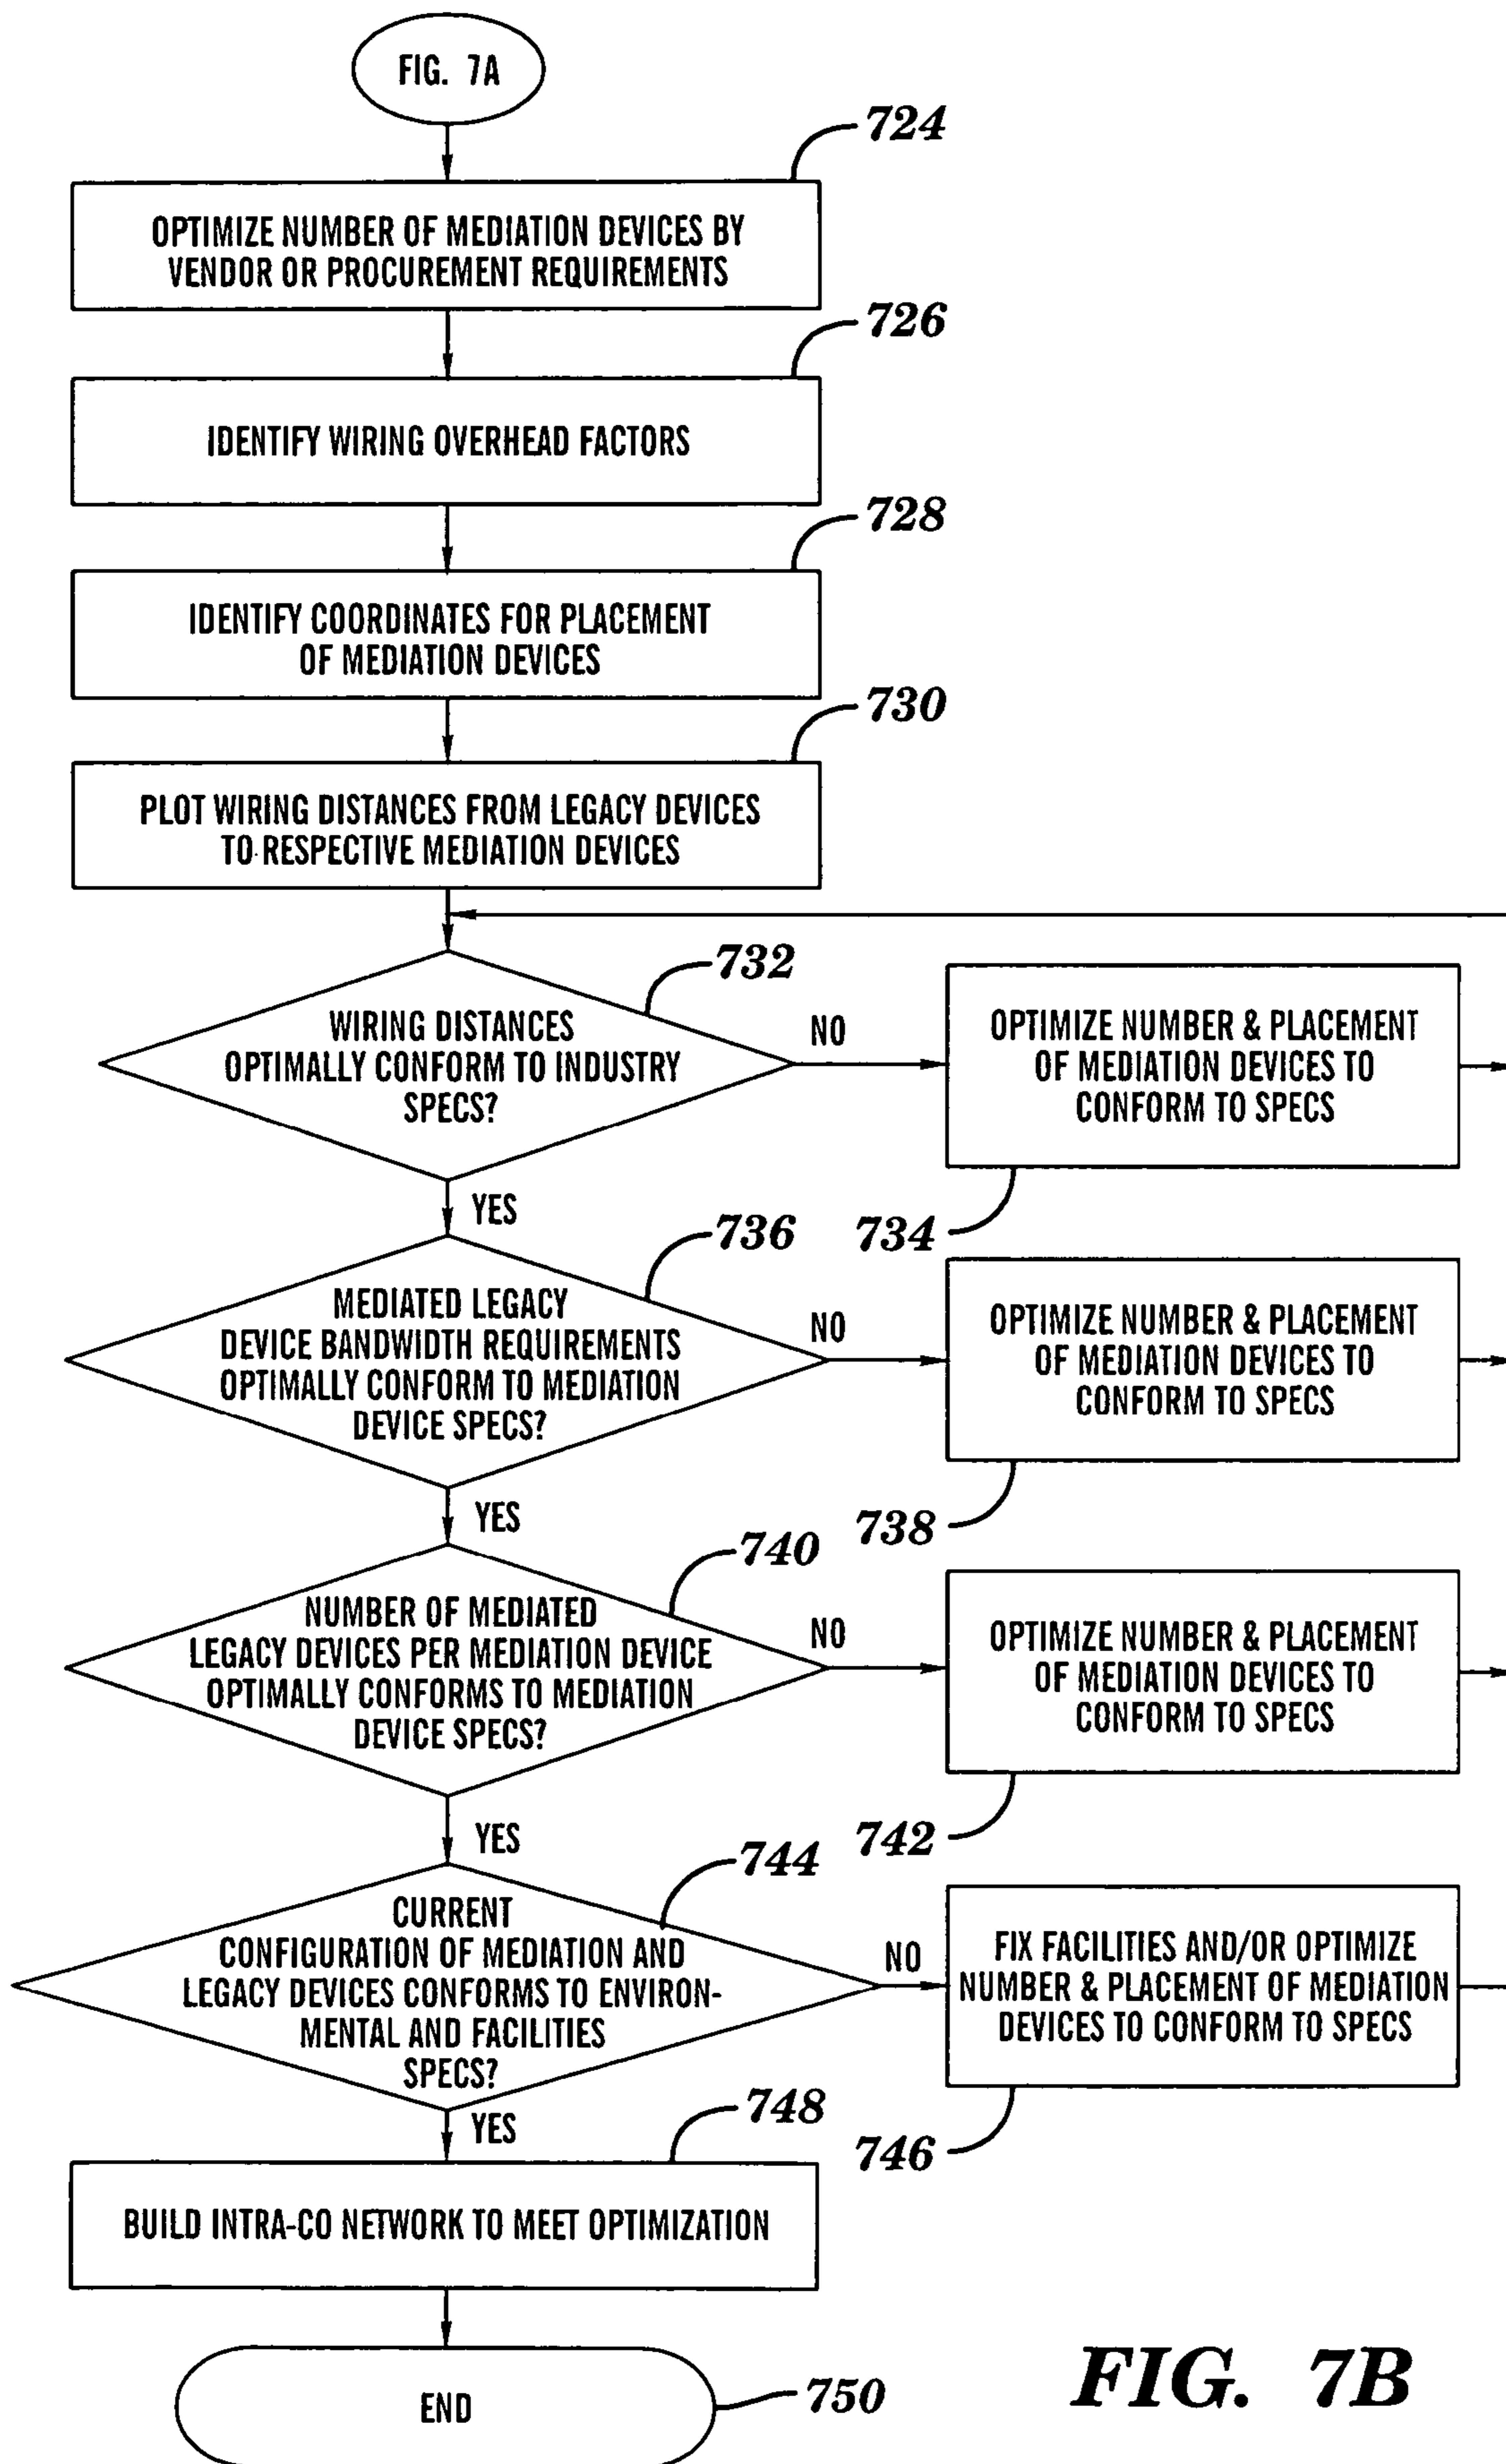 FIG. 7A
724
OPTIMIZE NUMBER OF MEDIATION DEVICES BY
VENDOR OR PROCUREMENT REQUIREMENTS
726
IDENTIFY WIRING OVERHEAD FACTORS
728
IDENTIFY COORDINATES FOR PLACEMENT
OF MEDIATION DEVICES
730
PLOT WIRING DISTANCES FROM LEGACY DEVICES
TO RESPECTIVE MEDIATION DEVICES
732
WIRING DISTANCES
OPTIMALLY CONFORM TO INDUSTRY
SPECS?
NO
OPTIMIZE NUMBER & PLACEMENT
OF MEDIATION DEVICES TO
CONFORM TO SPECS
734
YES
736
MEDIATED LEGACY
DEVICE BANDWIDTH REQUIREMENTS
OPTIMALLY CONFORM TO MEDIATION
DEVICE SPECS?
NO
OPTIMIZE NUMBER & PLACEMENT
OF MEDIATION DEVICES TO
CONFORM TO SPECS
738
YES
740
NUMBER OF MEDIATED
LEGACY DEVICES PER MEDIATION DEVICE
OPTIMALLY CONFORMS TO MEDIATION
DEVICE SPECS?
NO
OPTIMIZE NUMBER & PLACEMENT
OF MEDIATION DEVICES TO
CONFORM TO SPECS
742
YES
744
CURRENT
CONFIGURATION OF MEDIATION AND
LEGACY DEVICES CONFORMS TO ENVIRON-
MENTAL AND FACILITIES
SPECS?
NO
FIX FACILITIES AND/OR OPTIMIZE
NUMBER & PLACEMENT OF MEDIATION
DEVICES TO CONFORM TO SPECS
746
YES
748
BUILD INTRA-CO NETWORK TO MEET OPTIMIZATION
END
750
FIG. 7B